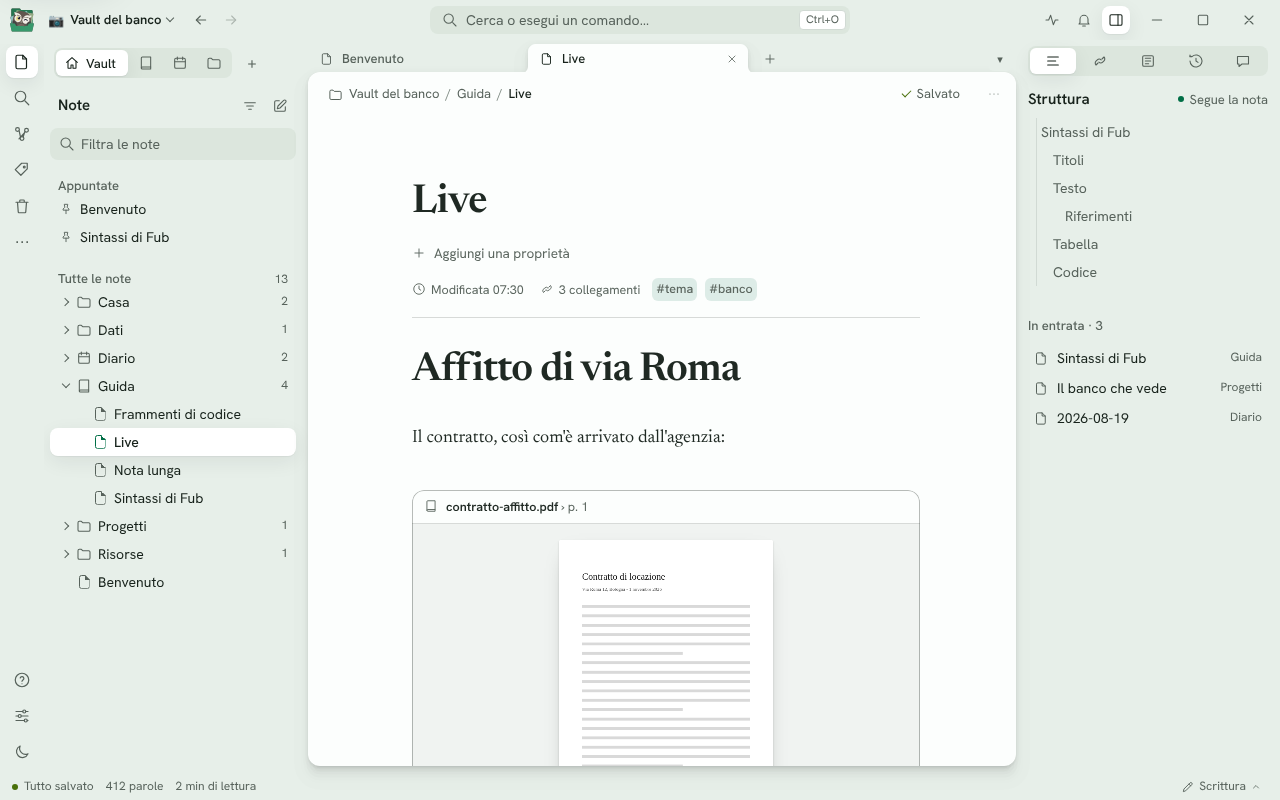 Vault del banco
Cerca o esegui un comando…
Ctrl+O
Vault
Note
Filtra le note
Appuntate
Benvenuto
Sintassi di Fub
Tutte le note 13
Casa 2
Dati 1
Diario 2
Guida 4
Frammenti di codice
Live
Nota lunga
Sintassi di Fub
Progetti 1
Risorse 1
Benvenuto
Benvenuto
Live
Vault del banco / Guida / Live
Salvato
Live
Aggiungi una proprietà
Modificata 07:30 3 collegamenti #tema #banco
Affitto di via Roma
Il contratto, così com'è arrivato dall'agenzia:
contratto-affitto.pdf › p. 1
Contratto di locazione
Struttura
Segue la nota
Sintassi di Fub
Titoli
Testo
Riferimenti
Tabella
Codice
In entrata · 3
Sintassi di Fub Guida
Il banco che vede Progetti
2026-08-19 Diario
Tutto salvato 412 parole 2 min di lettura
Scrittura